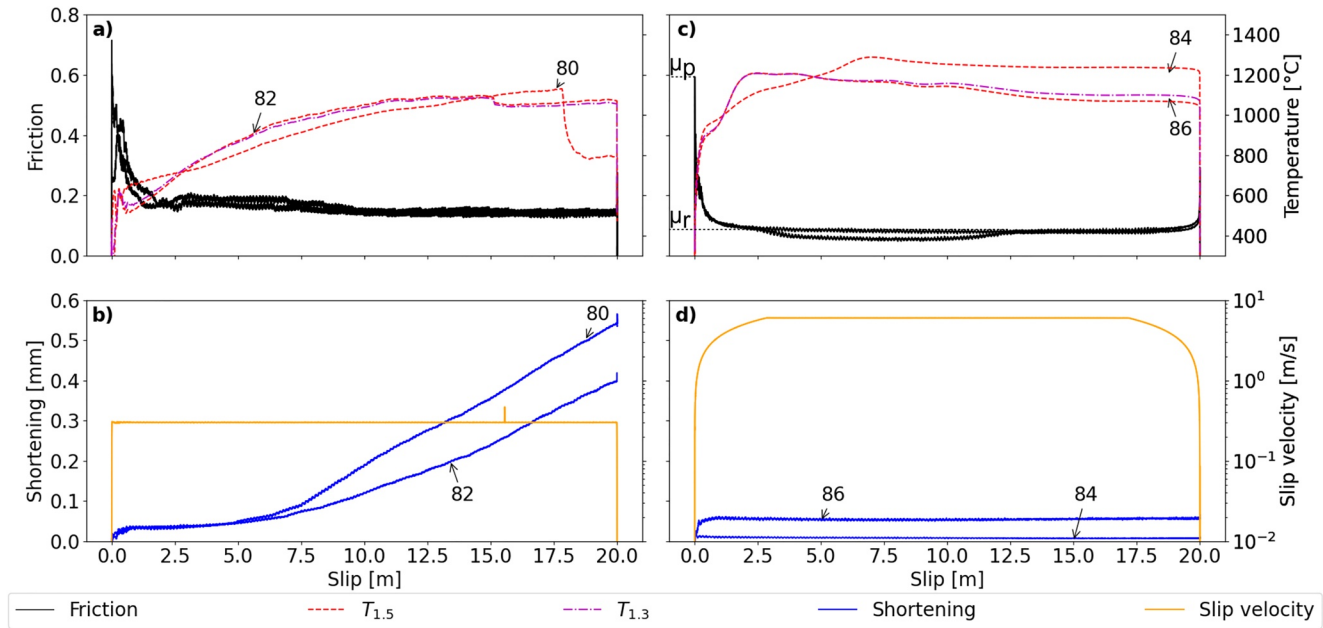 a)
0.8
0.6
0.4
0.2
0.0
Friction
82
80
c)
μp
μr
84
86
1400
1200
1000
800
600
400
Temperature [°C]
b)
0.6
0.5
0.4
0.3
0.2
0.1
0.0
Shortening [mm]
80
82
0.0 2.5 5.0 7.5 10.0 12.5 15.0 17.5 20.0
Slip [m]
d)
86
84
10¹
10⁰
10⁻¹
10⁻²
Slip velocity [m/s]
0.0 2.5 5.0 7.5 10.0 12.5 15.0 17.5 20.0
Slip [m]
Friction T1.5 T1.3 Shortening Slip velocity